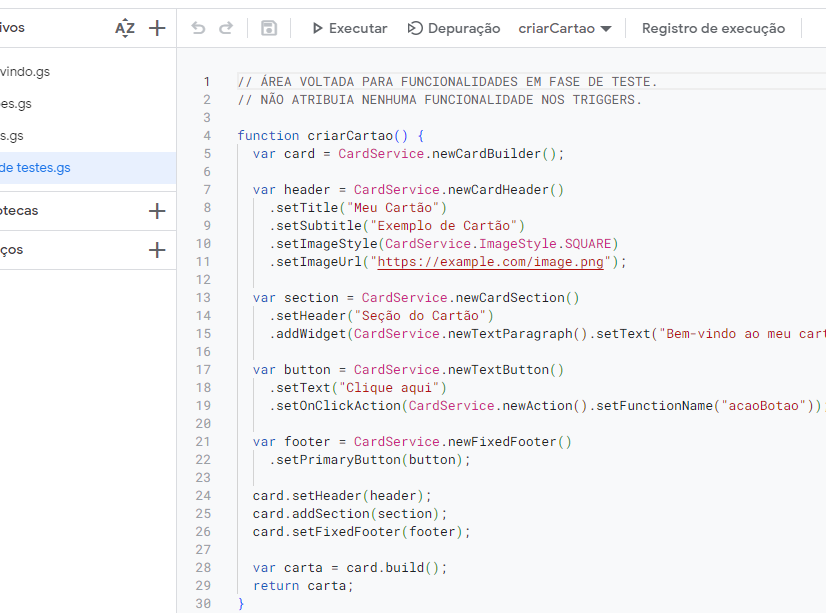 ivos
AZ
Executar
Depuração
criarCartao
Registro de execução
vindo.gs
es.gs
s.gs
de testes.gs
otecas
ços
1 // ÁREA VOLTADA PARA FUNCIONALIDADES EM FASE DE TESTE.
2 // NÃO ATRIBUIA NENHUMA FUNCIONALIDADE NOS TRIGGERS.
3
4 function criarCartao() {
5 var card = CardService.newCardBuilder();
6
7 var header = CardService.newCardHeader()
8 .setTitle("Meu Cartão")
9 .setSubtitle("Exemplo de Cartão")
10 .setImageStyle(CardService.ImageStyle.SQUARE)
11 .setImageUrl("https://example.com/image.png");
12
13 var section = CardService.newCardSection()
14 .setHeader("Seção do Cartão")
15 .addWidget(CardService.newTextParagraph().setText("Bem-vindo ao meu cart
16
17 var button = CardService.newTextButton()
18 .setText("Clique aqui")
19 .setOnClickAction(CardService.newAction().setFunctionName("acaoBotao"));
20
21 var footer = CardService.newFixedFooter()
22 .setPrimaryButton(button);
23
24 card.setHeader(header);
25 card.addSection(section);
26 card.setFixedFooter(footer);
27
28 var carta = card.build();
29 return carta;
30 }